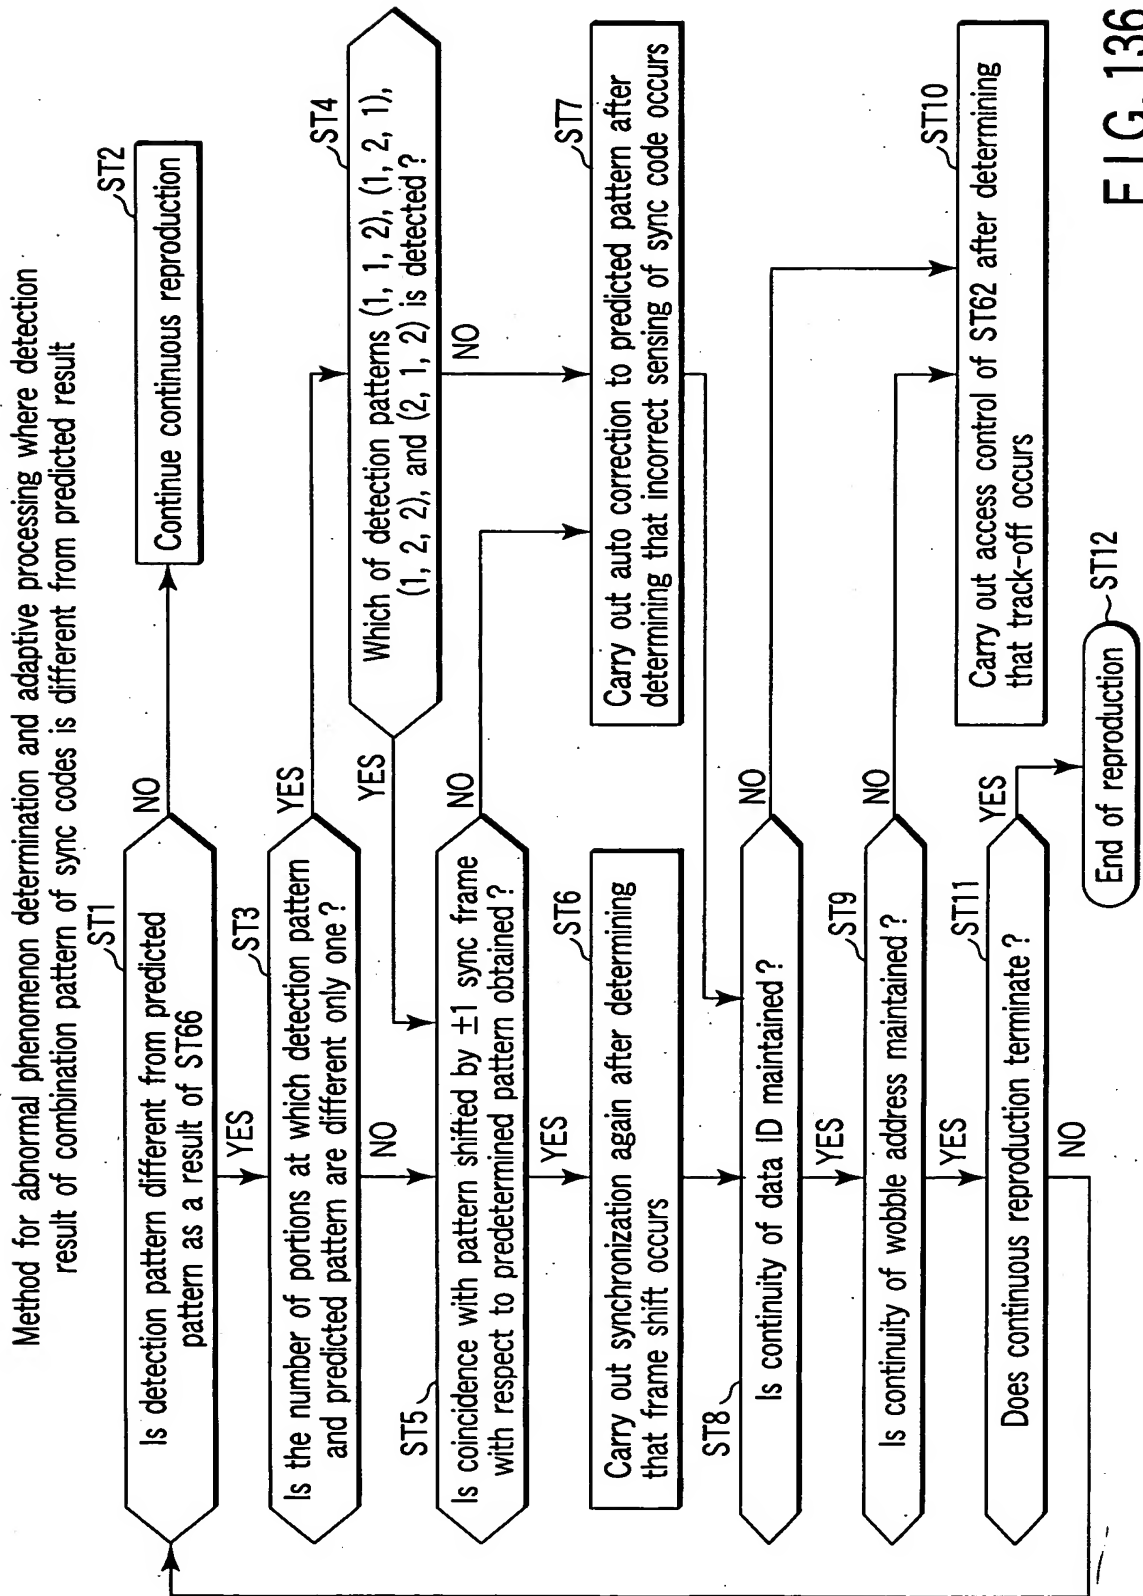 Method for abnormal phenomenon determination and adaptive processing where detection
result of combination pattern of sync codes is different from predicted result
ST1
Is detection pattern different from predicted
pattern as a result of ST66
NO
YES
ST2
Continue continuous reproduction
ST3
Is the number of portions at which detection pattern
and predicted pattern are different only one?
YES
NO
ST4
Which of detection patterns (1, 1, 2), (1, 2, 1),
(1, 2, 2), and (2, 1, 2) is detected?
YES
NO
ST5
Is coincidence with pattern shifted by ±1 sync frame
with respect to predetermined pattern obtained?
NO
YES
ST6
Carry out synchronization again after determining
that frame shift occurs
ST7
Carry out auto correction to predicted pattern after
determining that incorrect sensing of sync code occurs
ST8
Is continuity of data ID maintained?
NO
YES
ST9
Is continuity of wobble address maintained?
NO
YES
ST10
Carry out access control of ST62 after determining
that track-off occurs
ST11
Does continuous reproduction terminate?
YES
NO
ST12
End of reproduction
FIG. 136